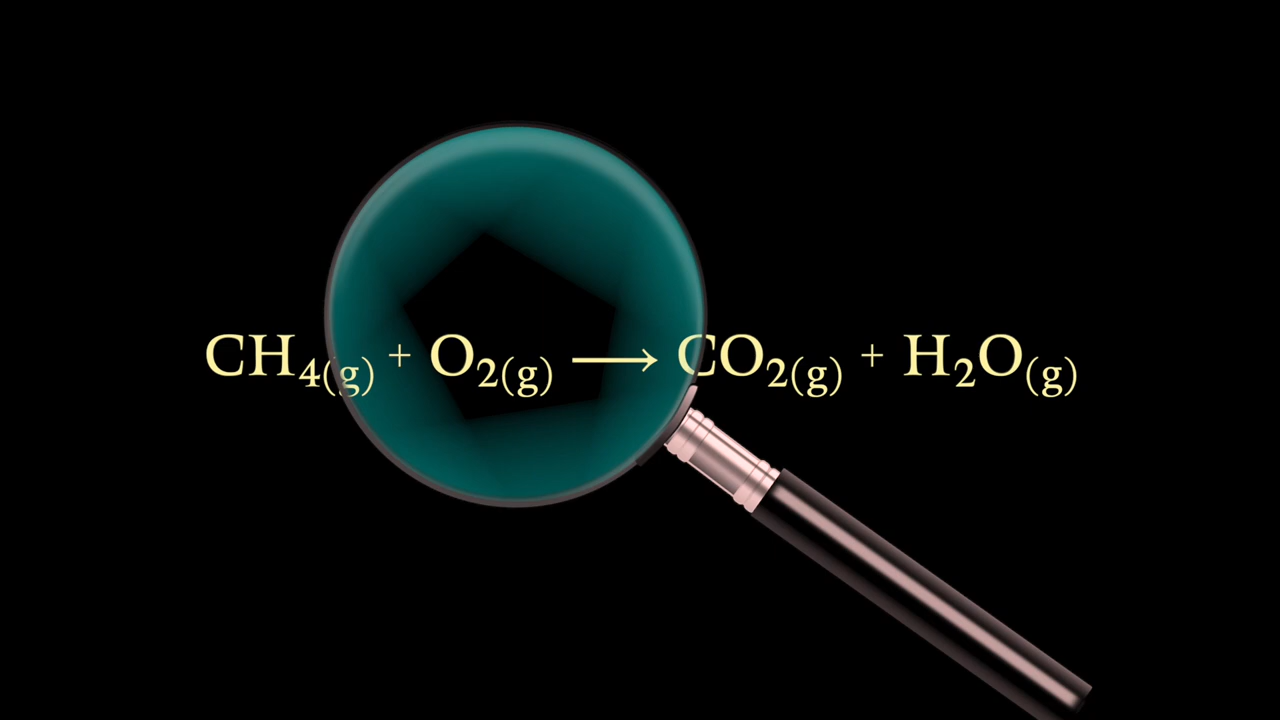 CH₄(g) + O₂(g) ⟶ CO₂(g) + H₂O(g)